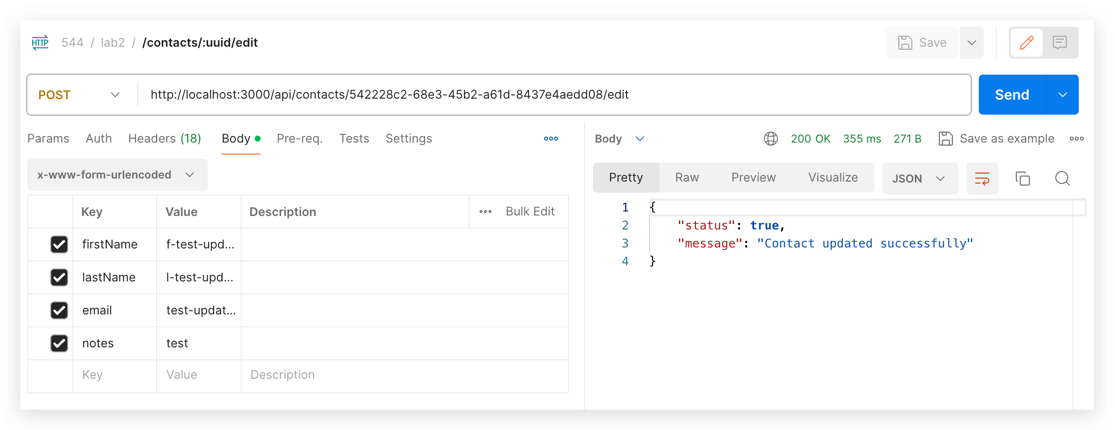 HTTP 544 / lab2 / /contacts/:uuid/edit
Save
POST http://localhost:3000/api/contacts/542228c2-68e3-45b2-a61d-8437e4aedd08/edit
Send
Params Auth Headers (18) Body Pre-req. Tests Settings
x-www-form-urlencoded
Key Value Description Bulk Edit
firstName f-test-upd...
lastName l-test-upd...
email test-updat...
notes test
Key Value Description
Body 200 OK 355 ms 271 B Save as example
Pretty Raw Preview Visualize JSON
1 {
2 "status": true,
3 "message": "Contact updated successfully"
4 }